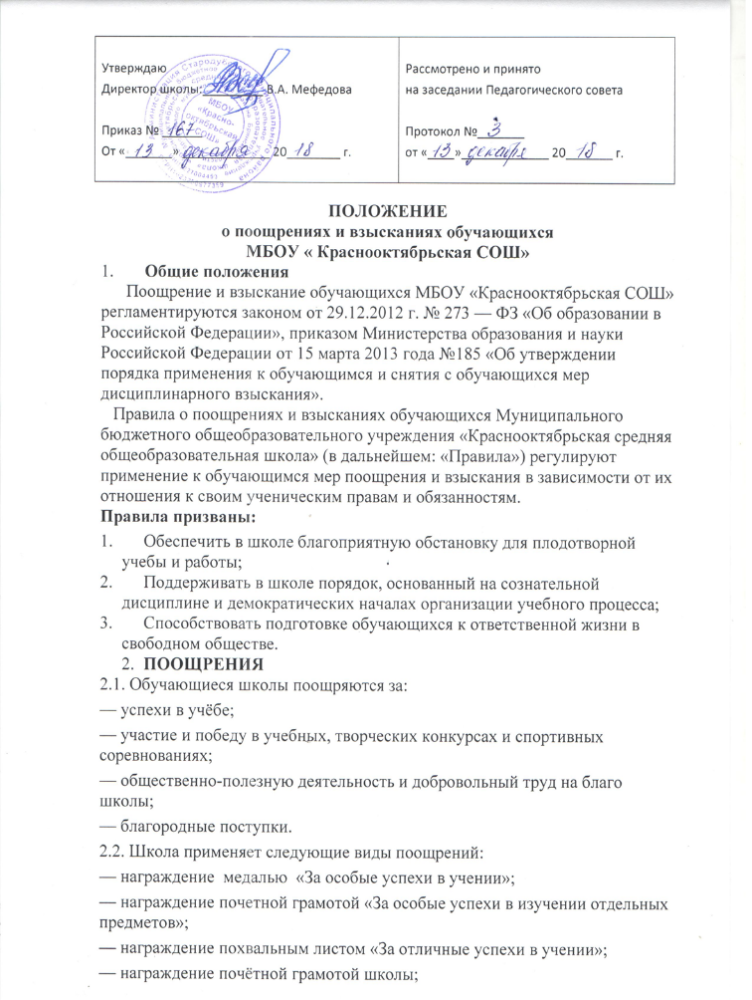 Утверждаю
Директор школы: В.А. Мефедова
Приказ № 167
От « 13 » декабря 20 18 г.
Рассмотрено и принято
на заседании Педагогического совета
Протокол № 3
от « 13 » декабря 20 18 г.
МБОУ
«Красно-
октябрьская
СОШ»
ПОЛОЖЕНИЕ
о поощрениях и взысканиях обучающихся
МБОУ « Краснооктябрьская СОШ»
1. Общие положения
Поощрение и взыскание обучающихся МБОУ «Краснооктябрьская СОШ»
регламентируются законом от 29.12.2012 г. № 273 — ФЗ «Об образовании в
Российской Федерации», приказом Министерства образования и науки
Российской Федерации от 15 марта 2013 года №185 «Об утверждении
порядка применения к обучающимся и снятия с обучающихся мер
дисциплинарного взыскания».
Правила о поощрениях и взысканиях обучающихся Муниципального
бюджетного общеобразовательного учреждения «Краснооктябрьская средняя
общеобразовательная школа» (в дальнейшем: «Правила») регулируют
применение к обучающимся мер поощрения и взыскания в зависимости от их
отношения к своим ученическим правам и обязанностям.
Правила призваны:
1. Обеспечить в школе благоприятную обстановку для плодотворной
учебы и работы;
2. Поддерживать в школе порядок, основанный на сознательной
дисциплине и демократических началах организации учебного процесса;
3. Способствовать подготовке обучающихся к ответственной жизни в
свободном обществе.
2. ПООЩРЕНИЯ
2.1. Обучающиеся школы поощряются за:
— успехи в учёбе;
— участие и победу в учебных, творческих конкурсах и спортивных
соревнованиях;
— общественно-полезную деятельность и добровольный труд на благо
школы;
— благородные поступки.
2.2. Школа применяет следующие виды поощрений:
— награждение медалью «За особые успехи в учении»;
— награждение почетной грамотой «За особые успехи в изучении отдельных
предметов»;
— награждение похвальным листом «За отличные успехи в учении»;
— награждение почётной грамотой школы;